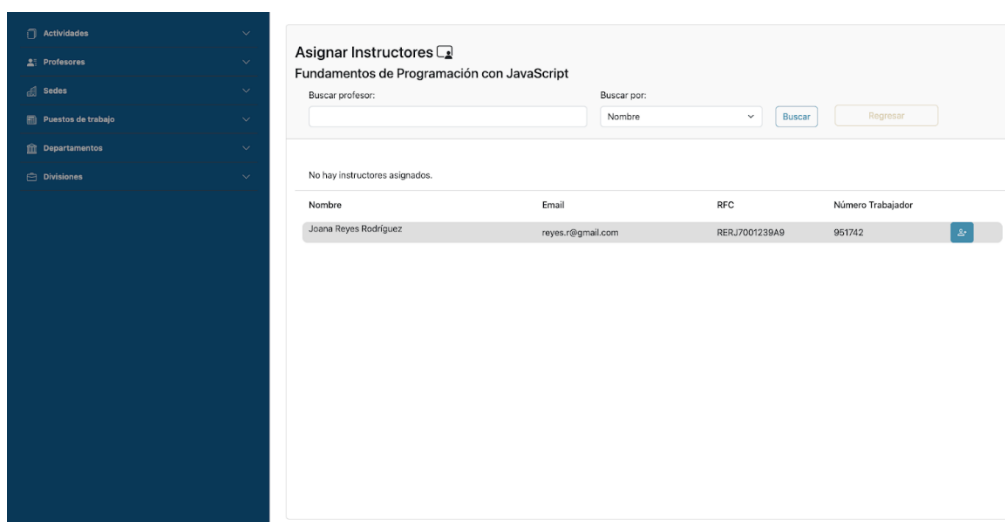 Actividades
Profesores
Sedes
Puestos de trabajo
Departamentos
Divisiones
Asignar Instructores
Fundamentos de Programación con JavaScript
Buscar profesor: Buscar por:
Nombre Buscar Regresar
No hay instructores asignados.
Nombre Email RFC Número Trabajador
Joana Reyes Rodríguez reyes.r@gmail.com RERJ7001239A9 951742